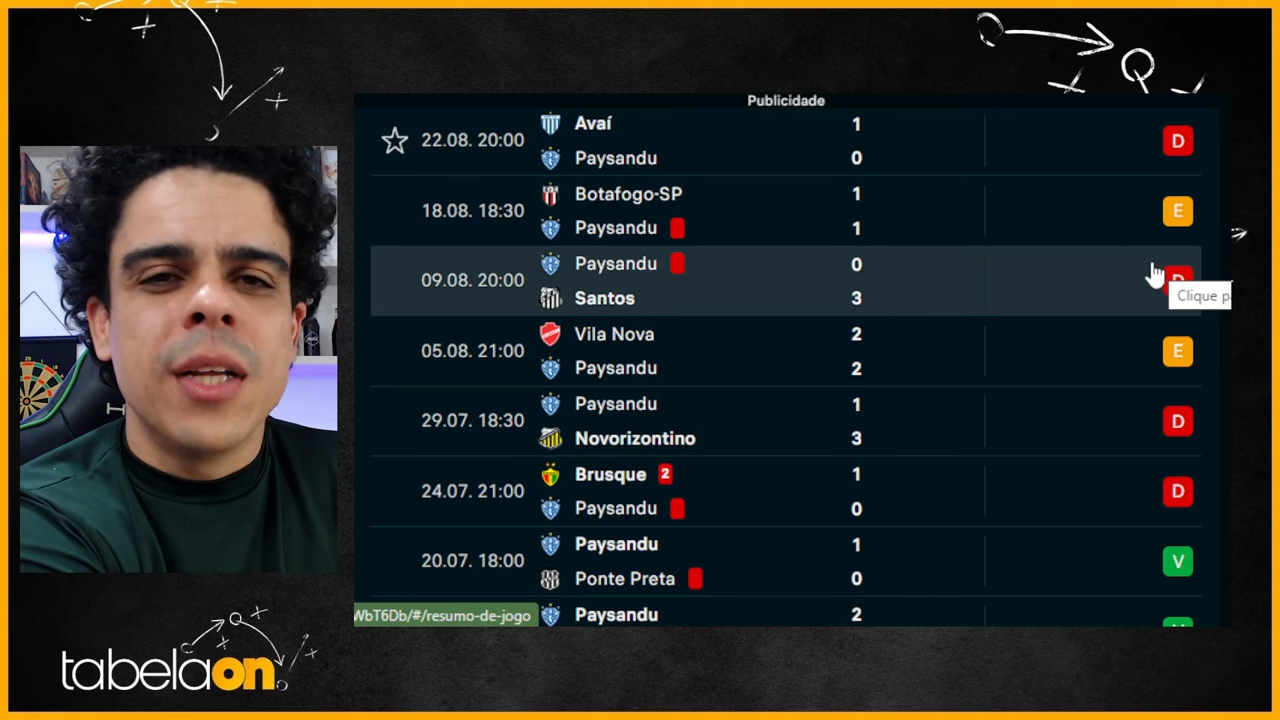 Publicidade
22.08. 20:00 Avaí 1 D
Paysandu 0
18.08. 18:30 Botafogo-SP 1 E
Paysandu 1
09.08. 20:00 Paysandu 0 D
Santos 3
Clique p
05.08. 21:00 Vila Nova 2 E
Paysandu 2
29.07. 18:30 Paysandu 1 D
Novorizontino 3
24.07. 21:00 Brusque 2 1 D
Paysandu 0
20.07. 18:00 Paysandu 1 V
Ponte Preta 0
WbT6Db/#/resumo-de-jogo Paysandu 2
tabelaon